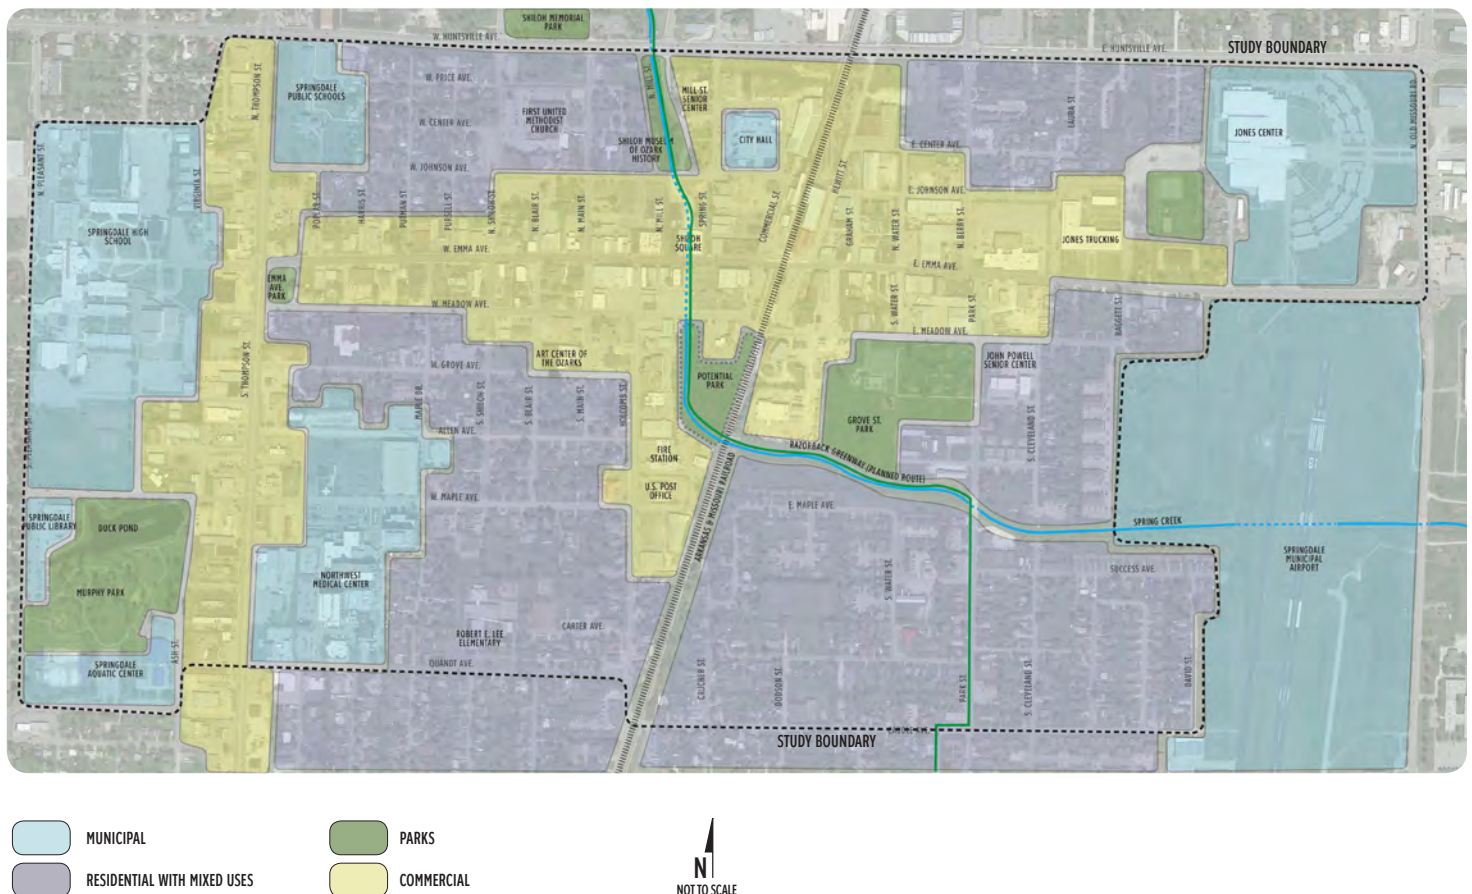 SHILOH MEMORIAL
PARK
W. HUNTSVILLE AVE.
E. HUNTSVILLE AVE.
STUDY BOUNDARY
N. THOMPSON ST.
SPRINGDALE
PUBLIC SCHOOLS
W. PRICE AVE.
N. MILL ST.
MILL ST.
SENIOR
CENTER
LAURA ST.
N. OLD MISSOURI RD.
W. CENTER AVE.
FIRST UNITED
METHODIST
CHURCH
SHILOH MUSEUM
OF OZARK
HISTORY
CITY HALL
E. CENTER AVE.
JONES CENTER
N. PLEASANT ST.
VIRGINIA ST.
W. JOHNSON AVE.
HEWITT ST.
E. JOHNSON AVE.
POPLAR ST.
HARRIS ST.
PUTMAN ST.
PURSELL ST.
N. SHILOH ST.
N. BLAIR ST.
N. MAIN ST.
N. MILL ST.
SPRING ST.
COMMERCIAL ST.
GRAHAM ST.
N. WATER ST.
N. BERRY ST.
SPRINGDALE HIGH
SCHOOL
W. EMMA AVE.
SHILOH
SQUARE
JONES TRUCKING
E. EMMA AVE.
EMMA
AVE.
PARK
W. MEADOW AVE.
S. WATER ST.
PARK ST.
BAGGETT ST.
E. MEADOW AVE.
S. THOMPSON ST.
W. GROVE AVE.
ART CENTER OF
THE OZARKS
POTENTIAL
PARK
JOHN POWELL
SENIOR CENTER
MAPLE DR.
S. SHILOH ST.
S. BLAIR ST.
S. MAIN ST.
HOLCOMB ST.
GROVE ST.
PARK
S. CLEVELAND ST.
S. PLEASANT ST.
ALLEN AVE.
FIRE
STATION
RAZORBACK GREENWAY (PLANNED ROUTE)
U.S. POST
OFFICE
ARKANSAS & MISSOURI RAILROAD
W. MAPLE AVE.
E. MAPLE AVE.
SPRINGDALE
PUBLIC LIBRARY
DUCK POND
SPRING CREEK
SPRINGDALE
MUNICIPAL
AIRPORT
NORTHWEST
MEDICAL CENTER
S. WATER ST.
SUCCESS AVE.
MURPHY PARK
CARTER AVE.
ROBERT E. LEE
ELEMENTARY
ASH ST.
SPRINGDALE
AQUATIC CENTER
QUANDT AVE.
CRUCHER ST.
DODSON ST.
PARK ST.
S. CLEVELAND ST.
DAVID ST.
STUDY BOUNDARY
MUNICIPAL
PARKS
RESIDENTIAL WITH MIXED USES
COMMERCIAL
N
NOT TO SCALE